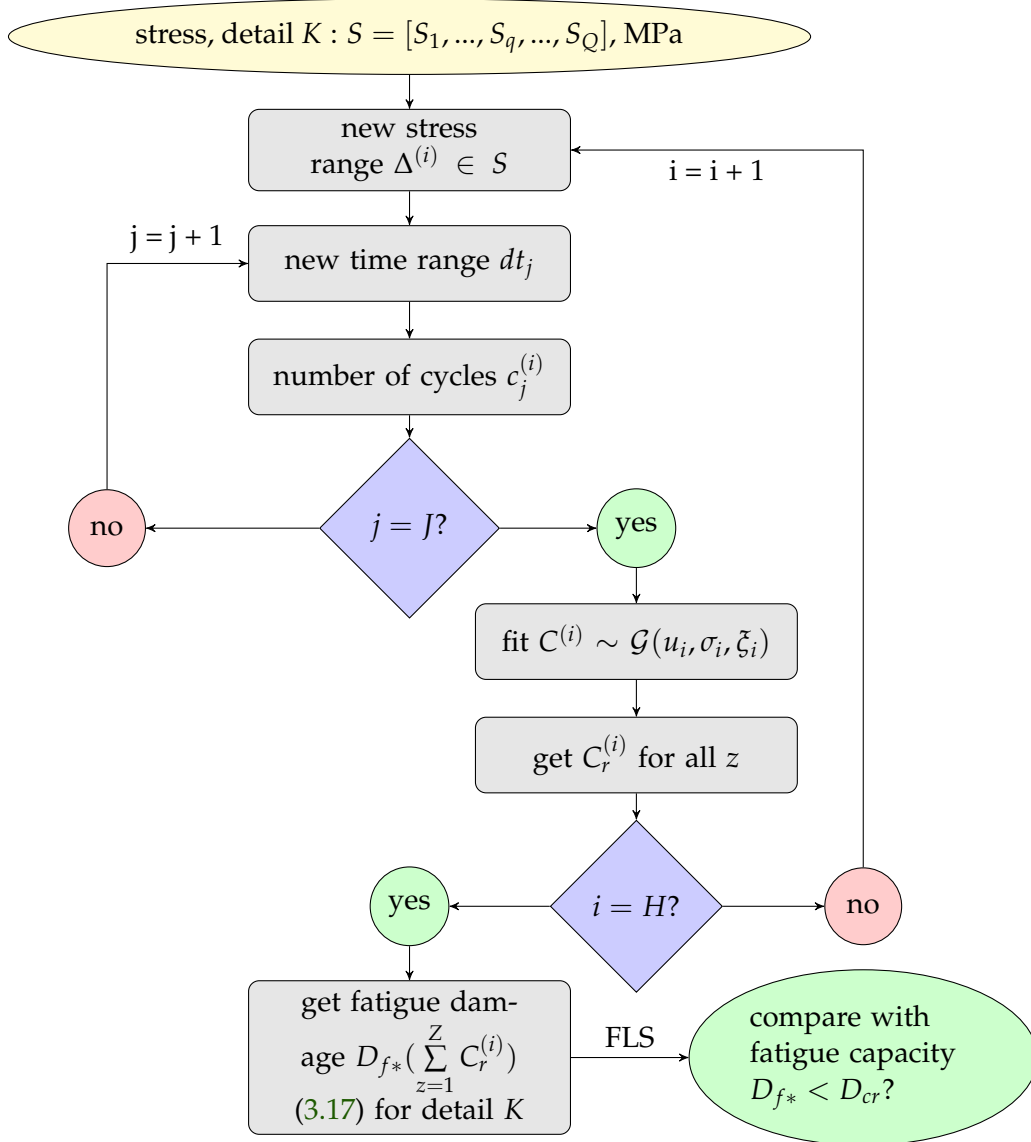 stress, detail K : S = [S_1, ..., S_q, ..., S_Q], MPa
new stress
range Δ^(i) ∈ S
i = i + 1
j = j + 1
new time range dt_j
number of cycles c_j^(i)
no
j = J?
yes
fit C^(i) ∼ 𝒢(u_i, σ_i, ξ_i)
get C_r^(i) for all z
yes
i = H?
no
get fatigue dam-
age D_f∗(∑_{z=1}^{Z} C_r^(i))
(3.17) for detail K
FLS
compare with
fatigue capacity
D_f∗ < D_cr?